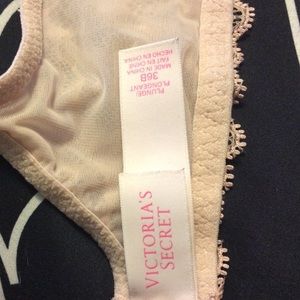 PLUNGE:
PLONGEANT
36B
HECHO EN CHINA
FAIT EN CHINE
MADE IN CHINA
VICTORIA'S
SECRET